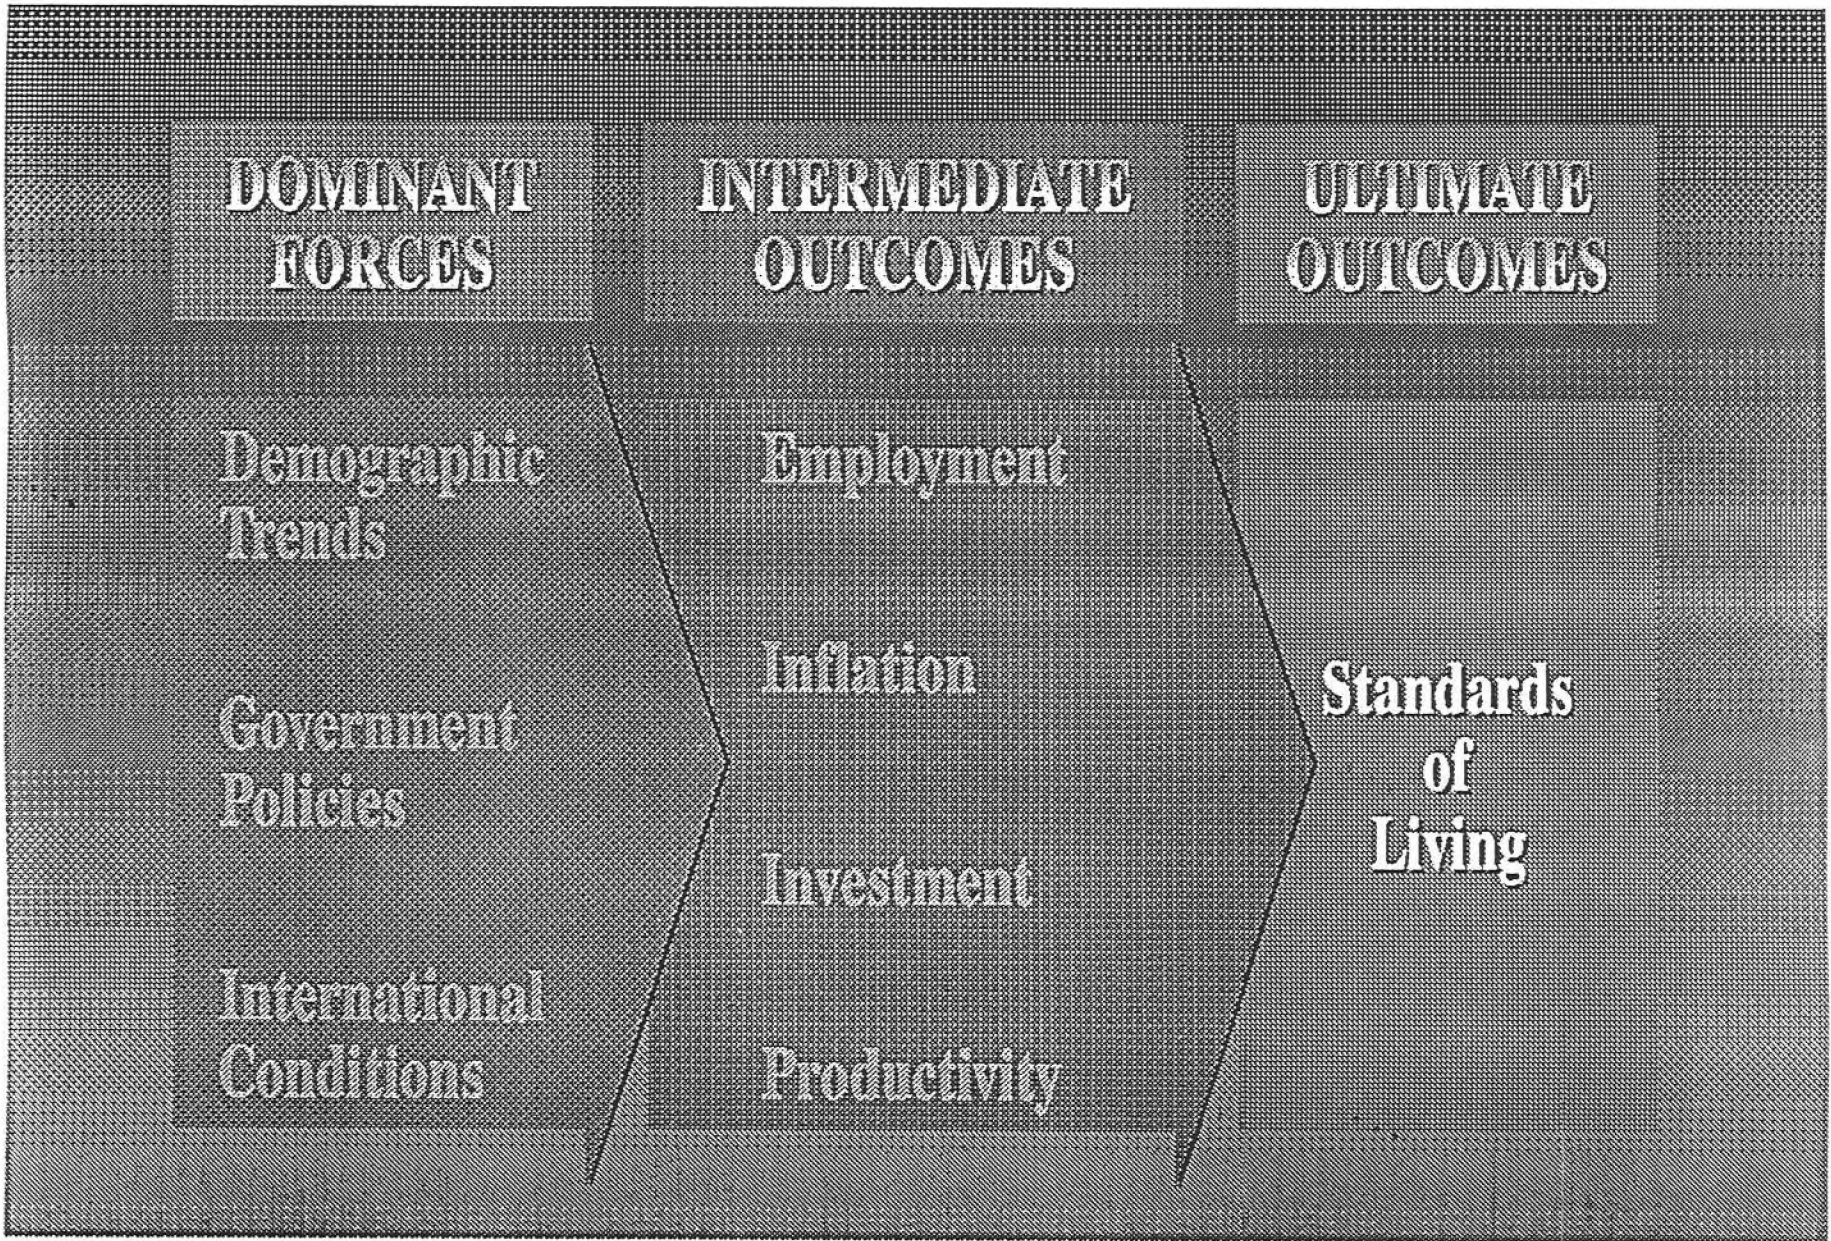 DOMINANT
FORCES
INTERMEDIATE
OUTCOMES
ULTIMATE
OUTCOMES
Demographic
Trends
Government
Policies
International
Conditions
Employment
Inflation
Investment
Productivity
Standards
of
Living